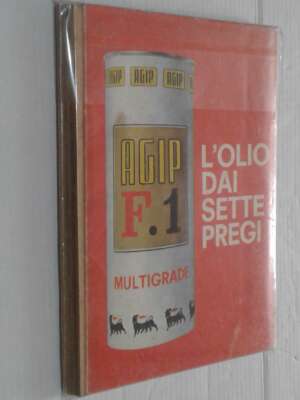 AGIP AGIP AGIP
AGIP
F.1
MULTIGRADE
L'OLIO
DAI
SETTE
PREGI